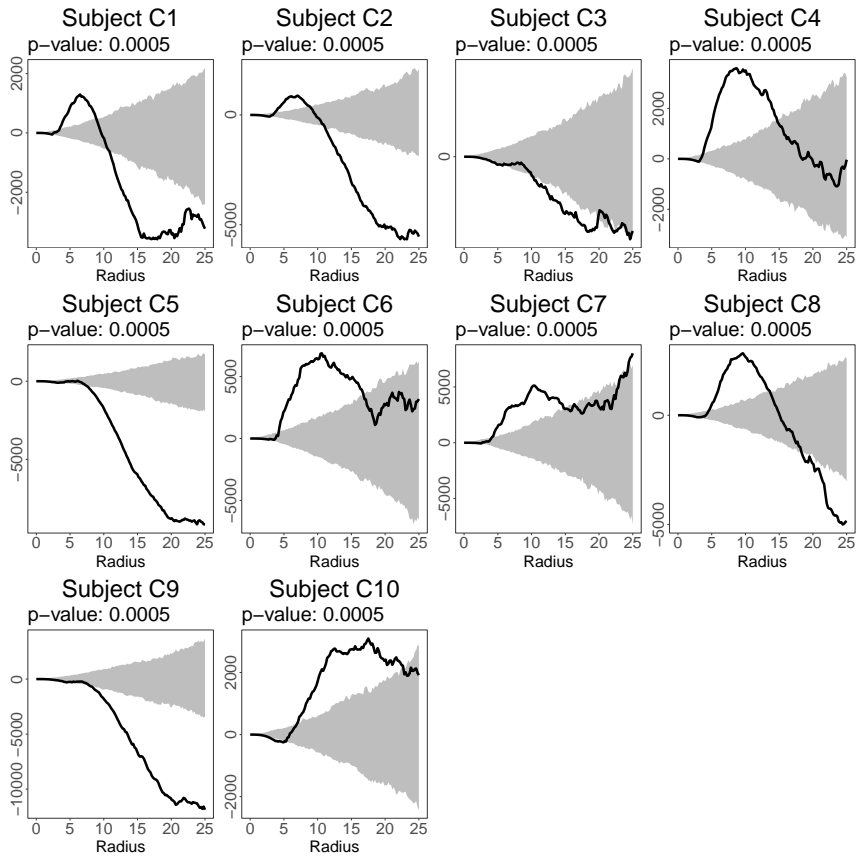 Subject C1
p-value: 0.0005
2000
0
-2000
0 5 10 15 20 25
Radius
Subject C2
p-value: 0.0005
0
-5000
0 5 10 15 20 25
Radius
Subject C3
p-value: 0.0005
0
0 5 10 15 20 25
Radius
Subject C4
p-value: 0.0005
2000
0
-2000
0 5 10 15 20 25
Radius
Subject C5
p-value: 0.0005
0
-50000
0 5 10 15 20 25
Radius
Subject C6
p-value: 0.0005
5000
0
-5000
0 5 10 15 20 25
Radius
Subject C7
p-value: 0.0005
5000
0
-5000
0 5 10 15 20 25
Radius
Subject C8
p-value: 0.0005
0
-5000
0 5 10 15 20 25
Radius
Subject C9
p-value: 0.0005
0
-5000
-10000
0 5 10 15 20 25
Radius
Subject C10
p-value: 0.0005
2000
0
-2000
0 5 10 15 20 25
Radius